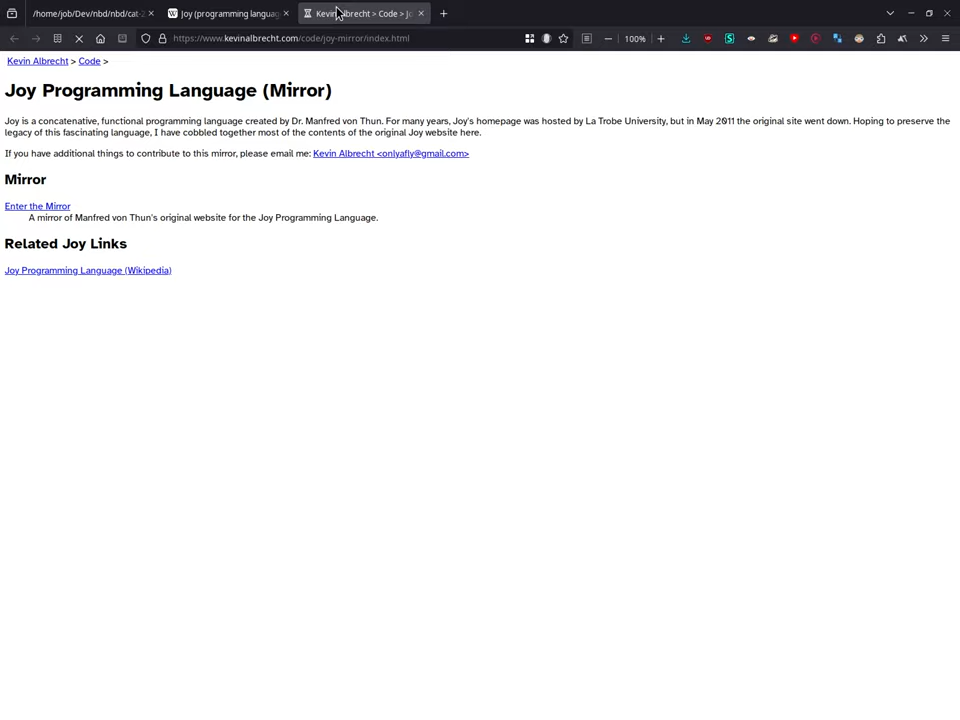 /home/job/Dev/nbd/nbd/cat-2
Joy (programming languag
Kevin Albrecht > Code > Jo
https://www.kevinalbrecht.com/code/joy-mirror/index.html
100%
Kevin Albrecht > Code >
Joy Programming Language (Mirror)
Joy is a concatenative, functional programming language created by Dr. Manfred von Thun. For many years, Joy's homepage was hosted by La Trobe University, but in May 2011 the original site went down. Hoping to preserve the
legacy of this fascinating language, I have cobbled together most of the contents of the original Joy website here.
If you have additional things to contribute to this mirror, please email me: Kevin Albrecht <onlyafly@gmail.com>
Mirror
Enter the Mirror
A mirror of Manfred von Thun's original website for the Joy Programming Language.
Related Joy Links
Joy Programming Language (Wikipedia)